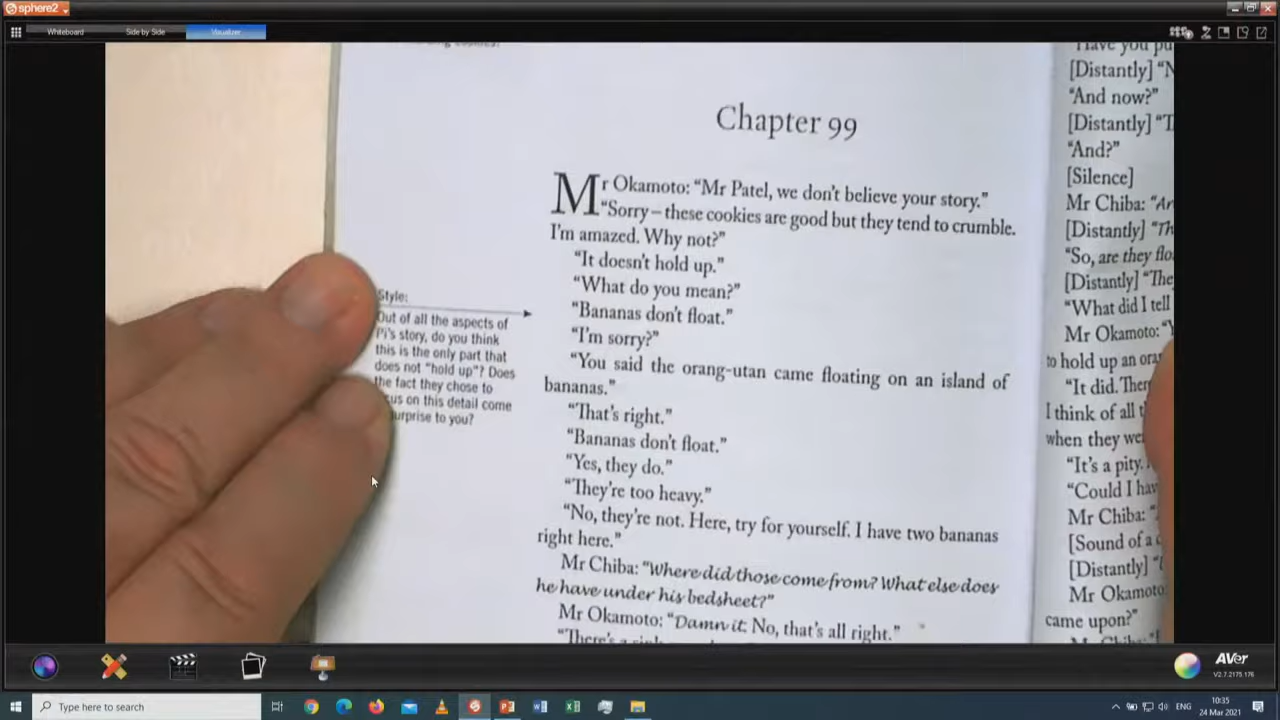 sphere2
Whiteboard
Side by Side
Visualizer
Chapter 99
Mr Okamoto: “Mr Patel, we don’t believe your story.”
“Sorry – these cookies are good but they tend to crumble.
I’m amazed. Why not?”
“It doesn’t hold up.”
“What do you mean?”
“Bananas don’t float.”
“I’m sorry?”
“You said the orang-utan came floating on an island of
bananas.”
“That’s right.”
“Bananas don’t float.”
“Yes, they do.”
“They’re too heavy.”
“No, they’re not. Here, try for yourself. I have two bananas
right here.”
Mr Chiba: “Where did those come from? What else does
he have under his bedsheet?”
Mr Okamoto: “Damn it. No, that’s all right.”
Style:
Out of all the aspects of
Pi’s story, do you think
this is the only part that
does not “hold up”? Does
the fact they chose to
on this detail come
to you?
“Have you
[Distantly]
“And now?”
[Distantly]
“And?”
[Silence]
Mr Chiba:
[Distantly]
“So, are they
[Distantly]
“What did I tell
Mr Okamoto:
to hold up an
“It did.
I think of all
when they
“It’s a pity.
“Could I
Mr Chiba:
[Sound of a
[Distantly]
Mr Okamoto
came upon?”
AVer
V2.7.2175.176
Type here to search
ENG
10:35
24 Mar 2021